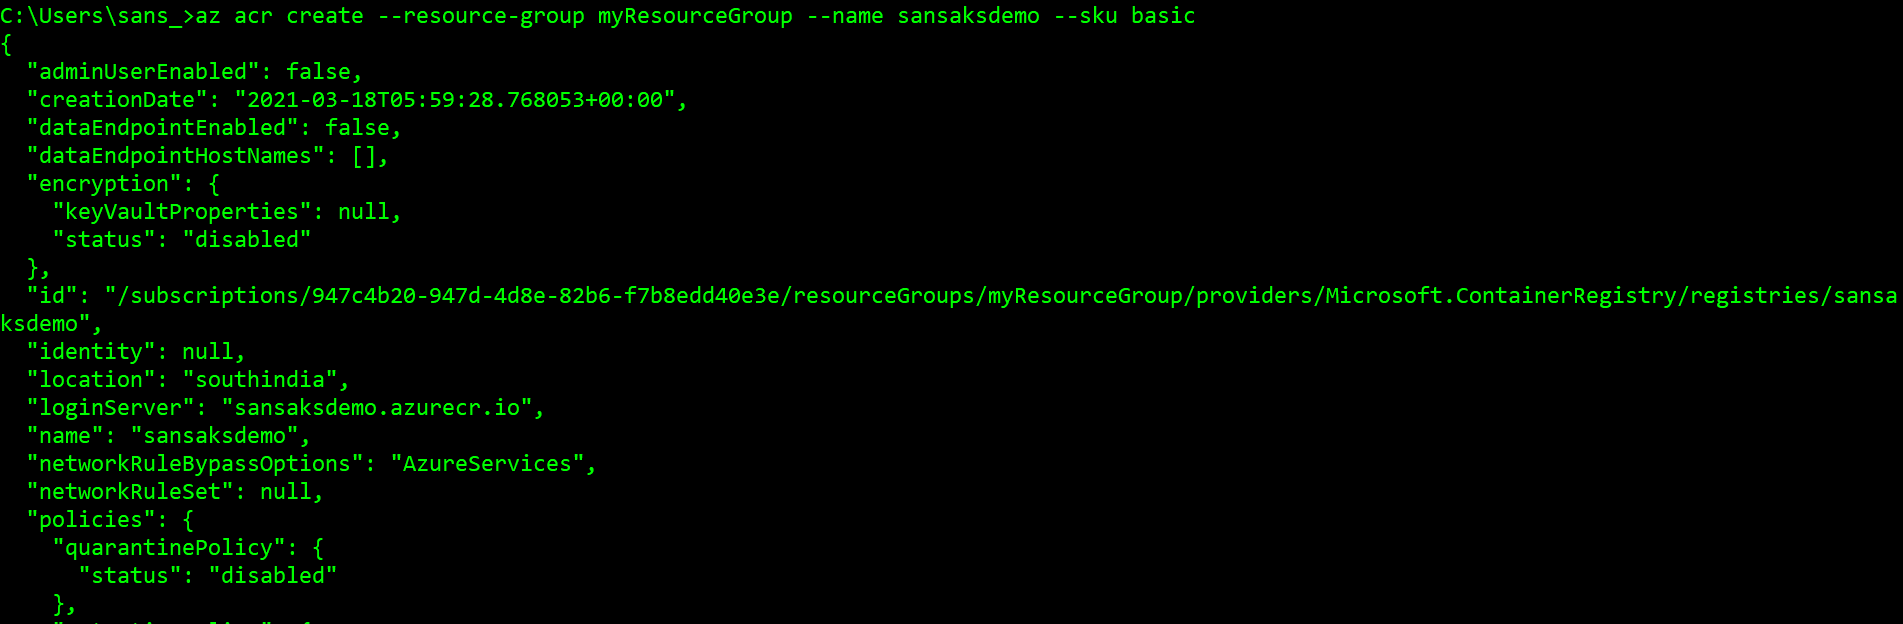 C:\Users\sans_>az acr create --resource-group myResourceGroup --name sansaksdemo --sku basic
{
  "adminUserEnabled": false,
  "creationDate": "2021-03-18T05:59:28.768053+00:00",
  "dataEndpointEnabled": false,
  "dataEndpointHostNames": [],
  "encryption": {
    "keyVaultProperties": null,
    "status": "disabled"
  },
  "id": "/subscriptions/947c4b20-947d-4d8e-82b6-f7b8edd40e3e/resourceGroups/myResourceGroup/providers/Microsoft.ContainerRegistry/registries/sansa
ksdemo",
  "identity": null,
  "location": "southindia",
  "loginServer": "sansaksdemo.azurecr.io",
  "name": "sansaksdemo",
  "networkRuleBypassOptions": "AzureServices",
  "networkRuleSet": null,
  "policies": {
    "quarantinePolicy": {
      "status": "disabled"
    },